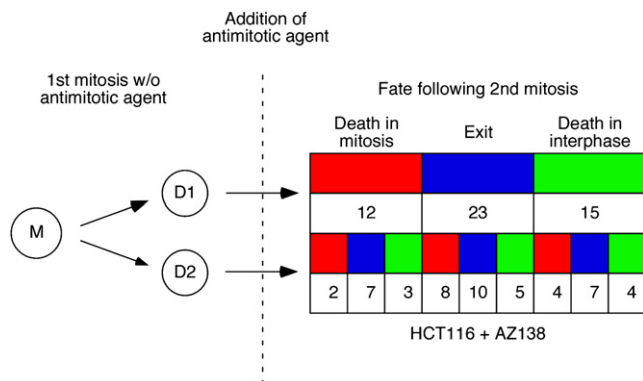 Addition of
antimitotic agent
1st mitosis w/o
antimitotic agent
Fate following 2nd mitosis
Death in
mitosis
Exit
Death in
interphase
D1
12 23 15
M
D2
2 7 3 8 10 5 4 7 4
HCT116 + AZ138